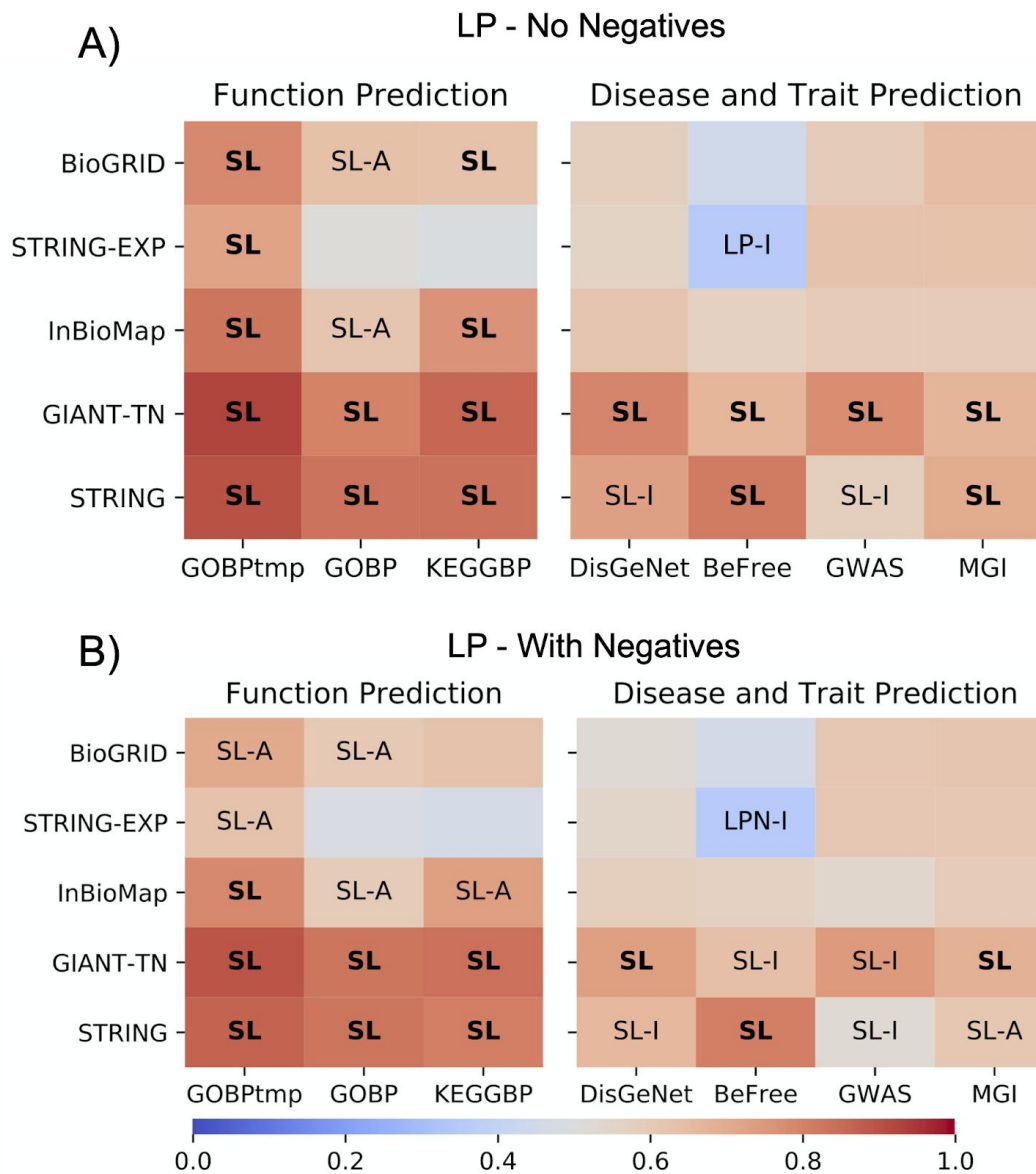 A)
LP - No Negatives
Function Prediction
Disease and Trait Prediction
BioGRID SL SL-A SL
STRING-EXP SL LP-I
InBioMap SL SL-A SL
GIANT-TN SL SL SL SL SL SL SL
STRING SL SL SL SL-I SL SL-I SL
GOBPtmp GOBP KEGGBP DisGeNet BeFree GWAS MGI
B)
LP - With Negatives
Function Prediction
Disease and Trait Prediction
BioGRID SL-A SL-A
STRING-EXP SL-A LPN-I
InBioMap SL SL-A SL-A
GIANT-TN SL SL SL SL SL-I SL-I SL
STRING SL SL SL SL-I SL SL-I SL-A
GOBPtmp GOBP KEGGBP DisGeNet BeFree GWAS MGI
0.0 0.2 0.4 0.6 0.8 1.0